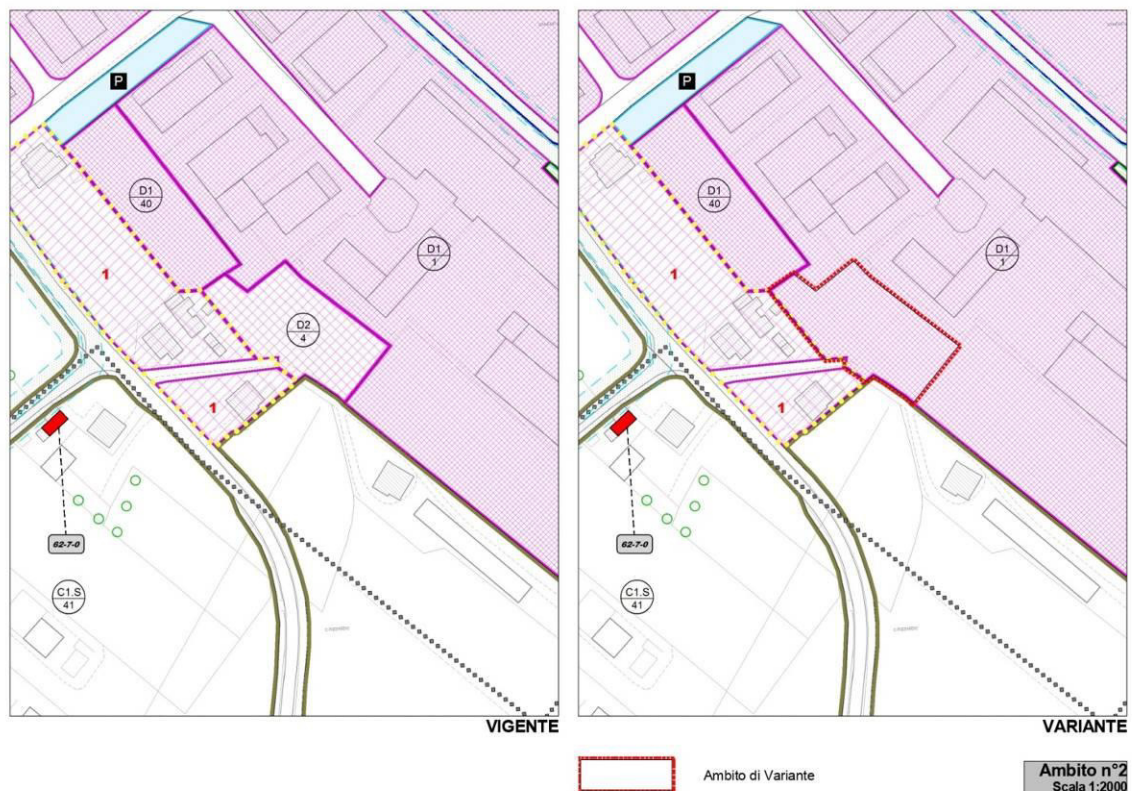 P
D1
40
D1
1
1
D2
4
1
62-7-0
C1.S
41
VIGENTE
P
D1
40
D1
1
1
1
62-7-0
C1.S
41
VARIANTE
Ambito di Variante
Ambito n°2
Scala 1:2000